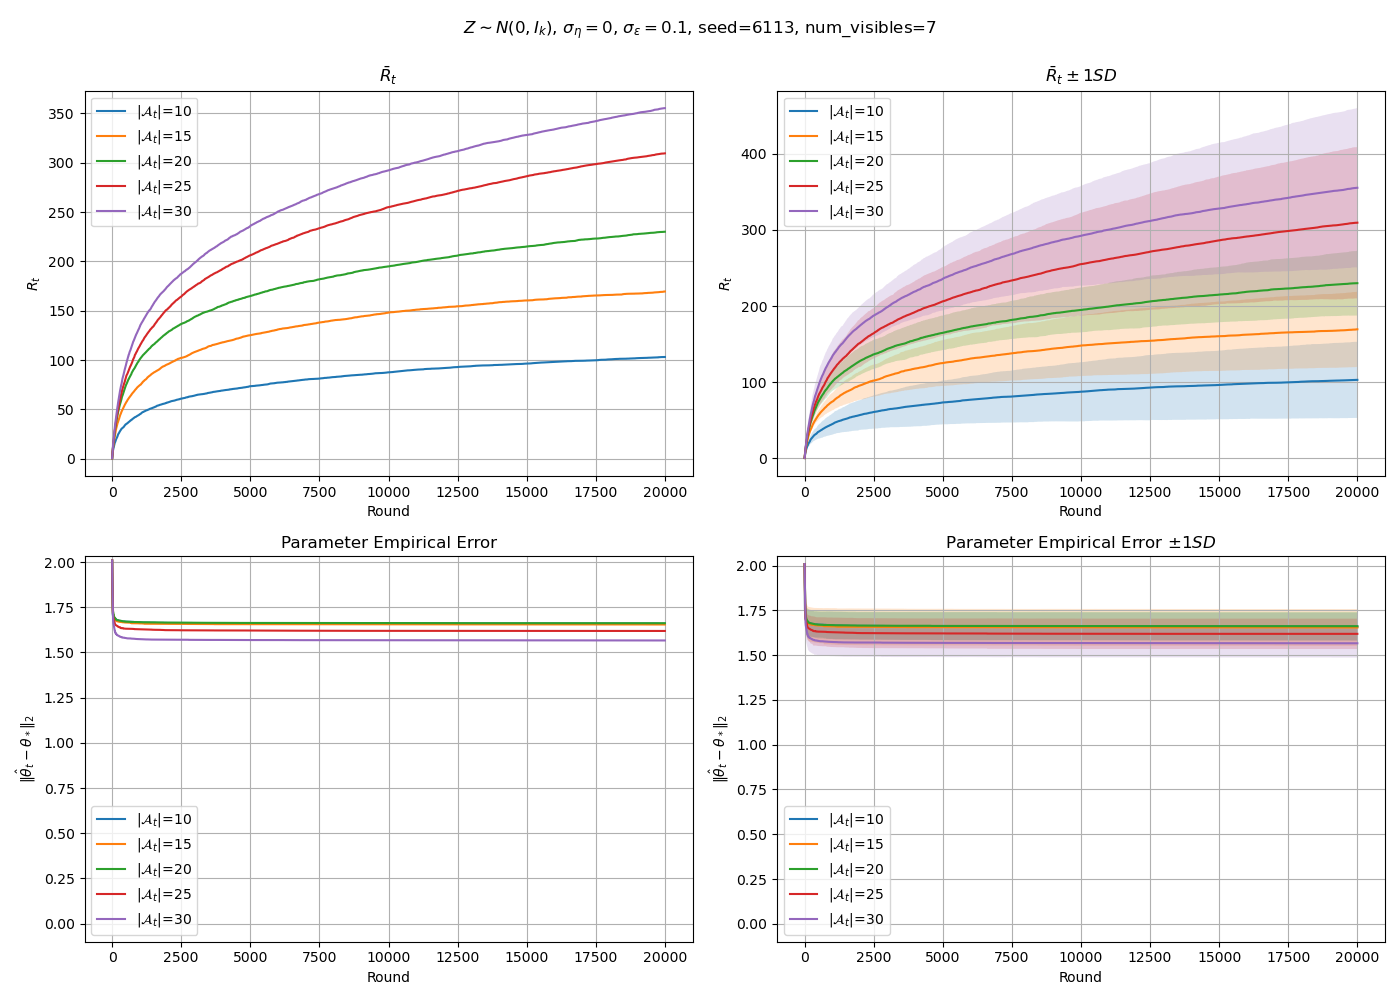 Z ∼ N(0, I_k), σ_η = 0, σ_ε = 0.1, seed=6113, num_visibles=7
R̄_t
350
300
250
200
150
100
50
0
R_t
|𝒜_t|=10
|𝒜_t|=15
|𝒜_t|=20
|𝒜_t|=25
|𝒜_t|=30
0 2500 5000 7500 10000 12500 15000 17500 20000
Round
R̄_t ± 1SD
400
300
200
100
0
R_t
|𝒜_t|=10
|𝒜_t|=15
|𝒜_t|=20
|𝒜_t|=25
|𝒜_t|=30
0 2500 5000 7500 10000 12500 15000 17500 20000
Round
Parameter Empirical Error
2.00
1.75
1.50
1.25
1.00
0.75
0.50
0.25
0.00
‖θ̂_t − θ_*‖₂
|𝒜_t|=10
|𝒜_t|=15
|𝒜_t|=20
|𝒜_t|=25
|𝒜_t|=30
0 2500 5000 7500 10000 12500 15000 17500 20000
Round
Parameter Empirical Error ±1SD
2.00
1.75
1.50
1.25
1.00
0.75
0.50
0.25
0.00
‖θ̂_t − θ_*‖₂
|𝒜_t|=10
|𝒜_t|=15
|𝒜_t|=20
|𝒜_t|=25
|𝒜_t|=30
0 2500 5000 7500 10000 12500 15000 17500 20000
Round